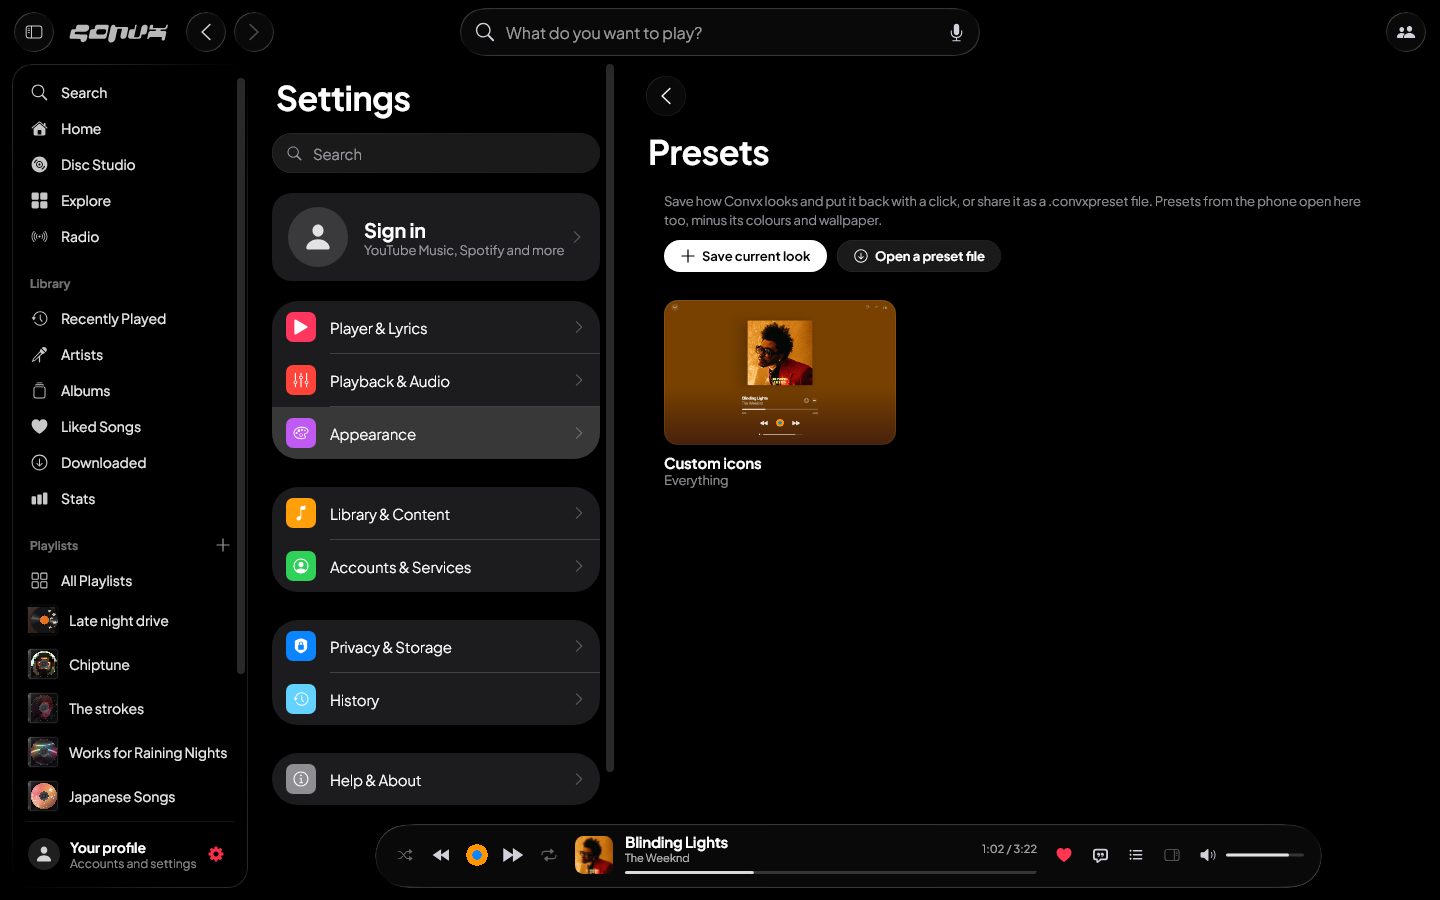 convx
What do you want to play?
Search
Home
Disc Studio
Explore
Radio
Library
Recently Played
Artists
Albums
Liked Songs
Downloaded
Stats
Playlists
All Playlists
Late night drive
Chiptune
The strokes
Works for Raining Nights
Japanese Songs
Your profile
Accounts and settings
Settings
Search
Sign in
YouTube Music, Spotify and more
Player & Lyrics
Playback & Audio
Appearance
Library & Content
Accounts & Services
Privacy & Storage
History
Help & About
Presets
Save how Convx looks and put it back with a click, or share it as a .convxpreset file. Presets from the phone open here
too, minus its colours and wallpaper.
Save current look
Open a preset file
Blinding Lights
The Weeknd
Custom icons
Everything
Blinding Lights
The Weeknd
1:02 / 3:22